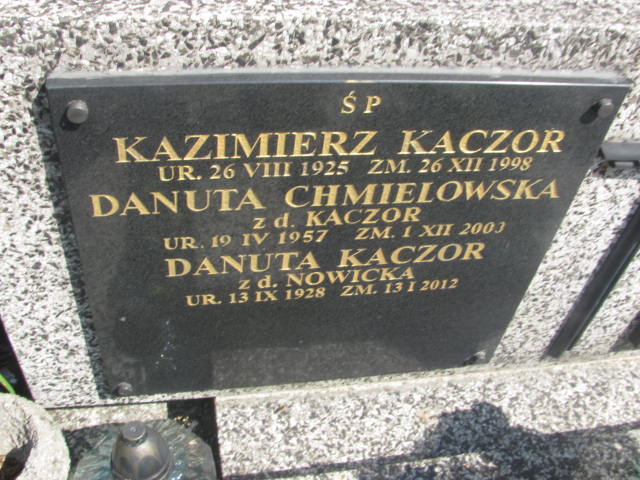 Ś P
KAZIMIERZ KACZOR
UR. 26 VIII 1925 ZM. 26 XII 1998
DANUTA CHMIELOWSKA
z d. KACZOR
UR. 19 IV 1957 ZM. 1 XII 2003
DANUTA KACZOR
z d. NOWICKA
UR. 13 IX 1928 ZM. 13 I 2012